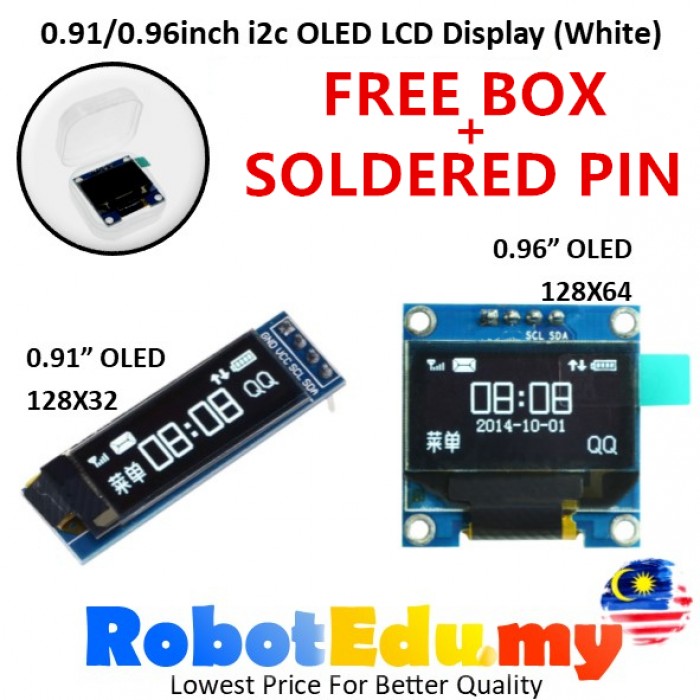 0.91/0.96inch i2c OLED LCD Display (White)
FREE BOX
+
SOLDERED PIN
0.96” OLED
128X64
0.91” OLED
128X32
GND VCC SCL SDA
08:08
QQ
菜单
SCL SDA
08:08
2014-10-01
菜单
QQ
RobotEdu.my
Lowest Price For Better Quality